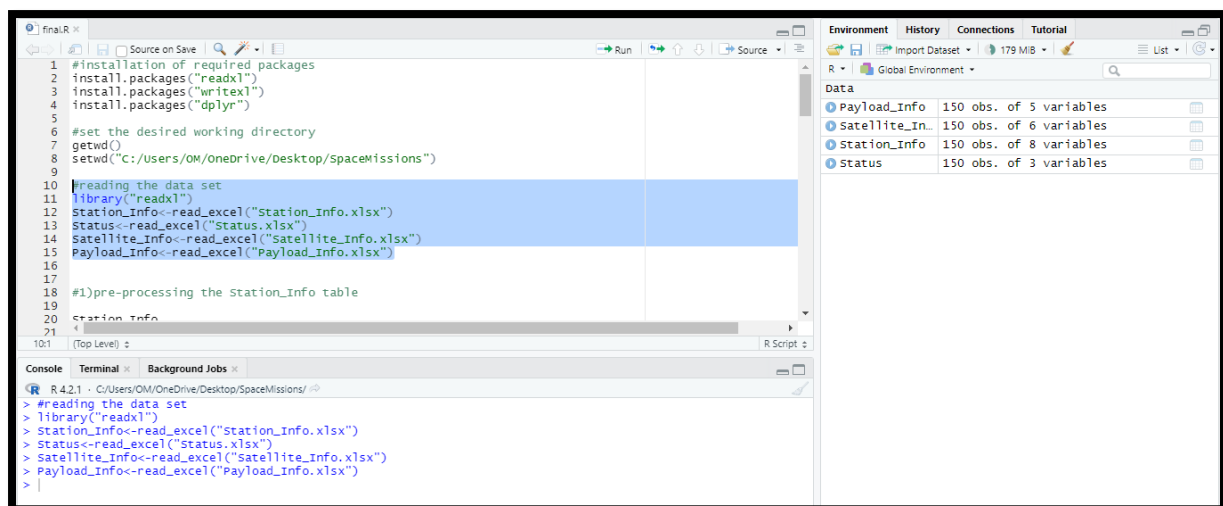 final.R ×
Source on Save Run Source
1 #installation of required packages
2 install.packages("readxl")
3 install.packages("writexl")
4 install.packages("dplyr")
5
6 #set the desired working directory
7 getwd()
8 setwd("C:/Users/OM/OneDrive/Desktop/SpaceMissions")
9
10 #reading the data set
11 library("readxl")
12 Station_Info<-read_excel("Station_Info.xlsx")
13 Status<-read_excel("Status.xlsx")
14 Satellite_Info<-read_excel("Satellite_Info.xlsx")
15 Payload_Info<-read_excel("Payload_Info.xlsx")
16
17
18 #1)pre-processing the Station_Info table
19
20 Station_Info
21
10:1 (Top Level) R Script
Console Terminal × Background Jobs ×
R 4.2.1 · C:/Users/OM/OneDrive/Desktop/SpaceMissions/
> #reading the data set
> library("readxl")
> Station_Info<-read_excel("Station_Info.xlsx")
> Status<-read_excel("Status.xlsx")
> Satellite_Info<-read_excel("Satellite_Info.xlsx")
> Payload_Info<-read_excel("Payload_Info.xlsx")
>
Environment History Connections Tutorial
Import Dataset 179 MiB List
R Global Environment
Data
Payload_Info 150 obs. of 5 variables
Satellite_In… 150 obs. of 6 variables
Station_Info 150 obs. of 8 variables
Status 150 obs. of 3 variables